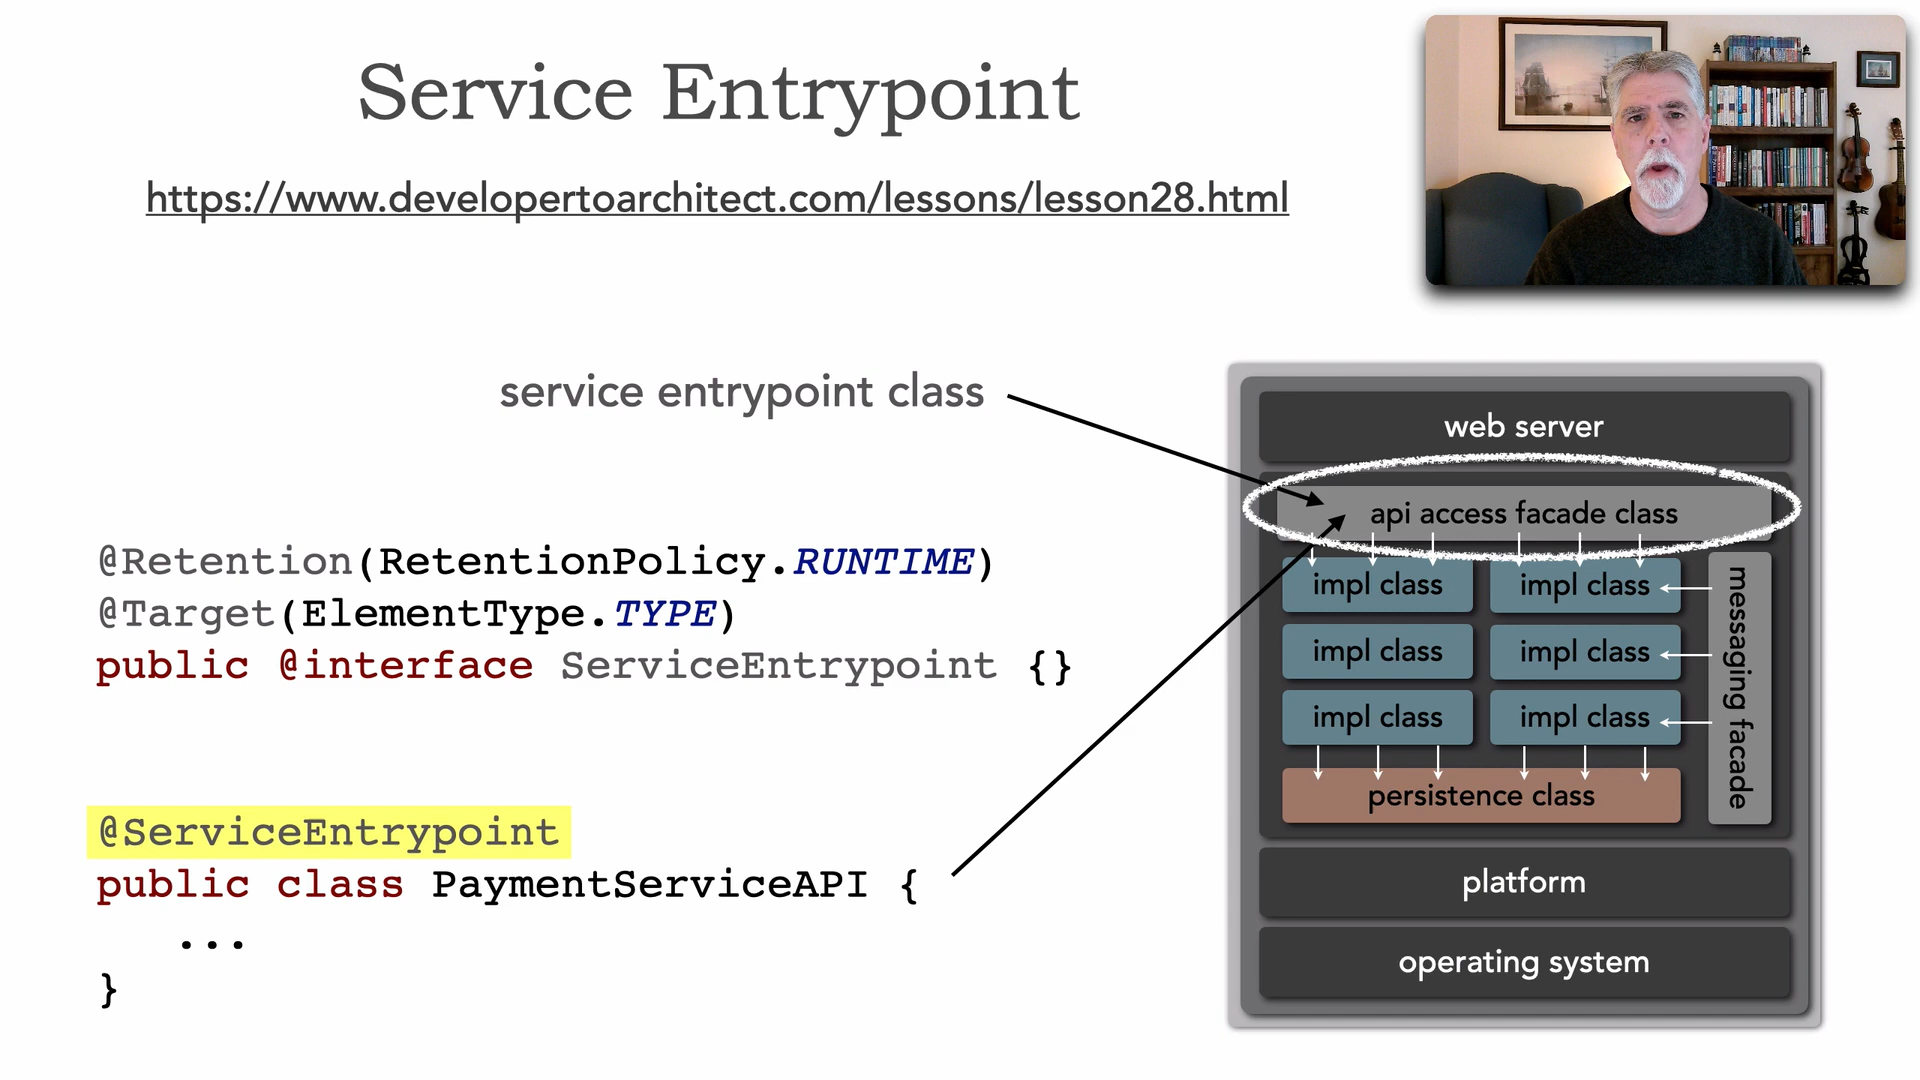 Service Entrypoint
https://www.developertoarchitect.com/lessons/lesson28.html
service entrypoint class
@Retention(RetentionPolicy.RUNTIME)
@Target(ElementType.TYPE)
public @interface ServiceEntrypoint {}
@ServiceEntrypoint
public class PaymentServiceAPI {
...
}
web server
api access facade class
impl class impl class
impl class impl class
impl class impl class
messaging facade
persistence class
platform
operating system